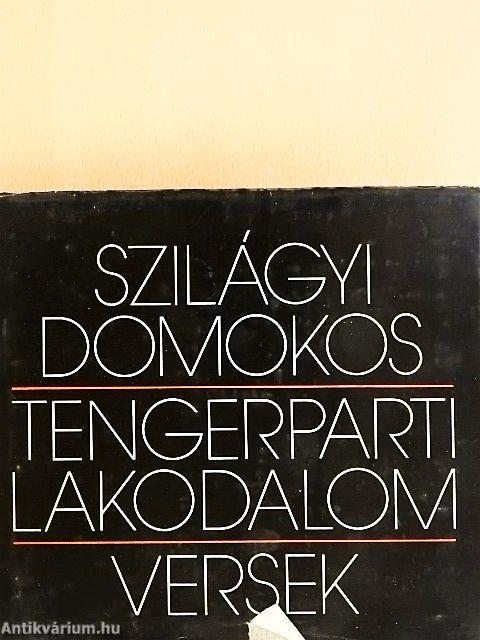 SZILÁGYI
DOMOKOS
TENGERPARTI
LAKODALOM
VERSEK
Antikvárium.hu